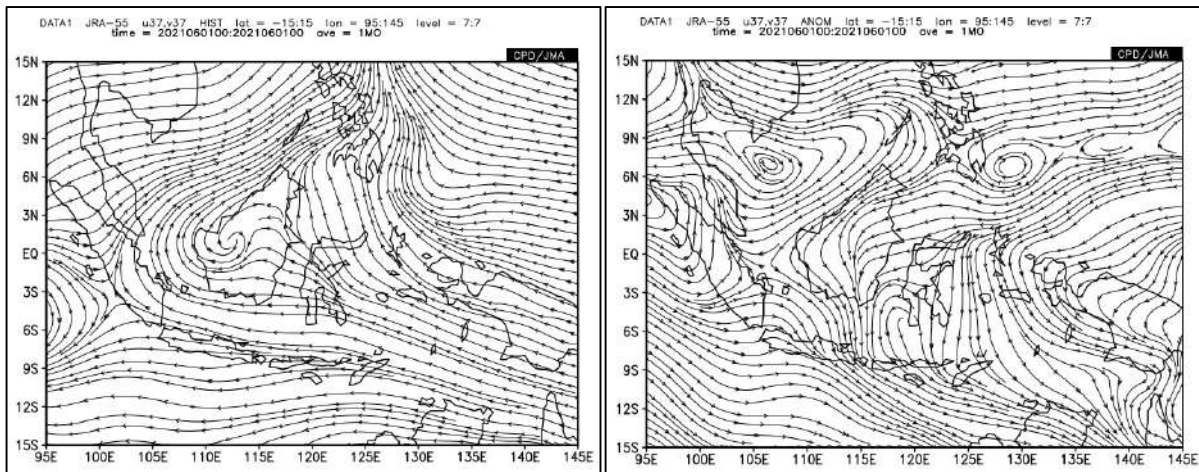 DATA1 JRA-55 u37,v37 HIST lat = -15:15 lon = 95:145 level = 7:7
time = 2021060100:2021060100 ave = 1MO
CPD/JMA
15N
12N
9N
6N
3N
EQ
3S
6S
9S
12S
15S
95E 100E 105E 110E 115E 120E 125E 130E 135E 140E 145E
DATA1 JRA-55 u37,v37 ANOM lat = -15:15 lon = 95:145 level = 7:7
time = 2021060100:2021060100 ave = 1MO
CPD/JMA
15N
12N
9N
6N
3N
EQ
3S
6S
9S
12S
15S
95E 100E 105E 110E 115E 120E 125E 130E 135E 140E 145E